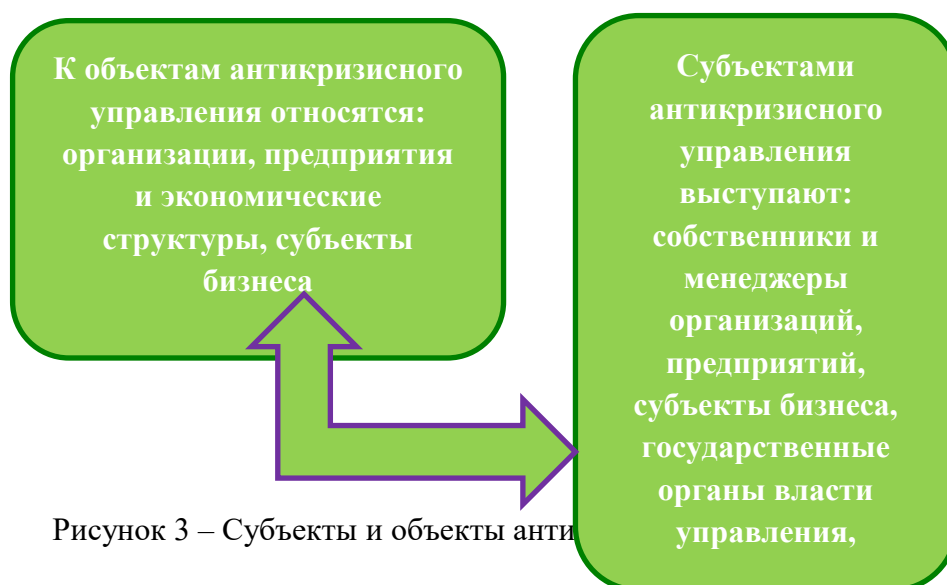 К объектам антикризисного
управления относятся:
организации, предприятия
и экономические
структуры, субъекты
бизнеса
Субъектами
антикризисного
управления
выступают:
собственники и
менеджеры
организаций,
предприятий,
субъекты бизнеса,
государственные
органы власти
управления,
Рисунок 3 – Субъекты и объекты анти